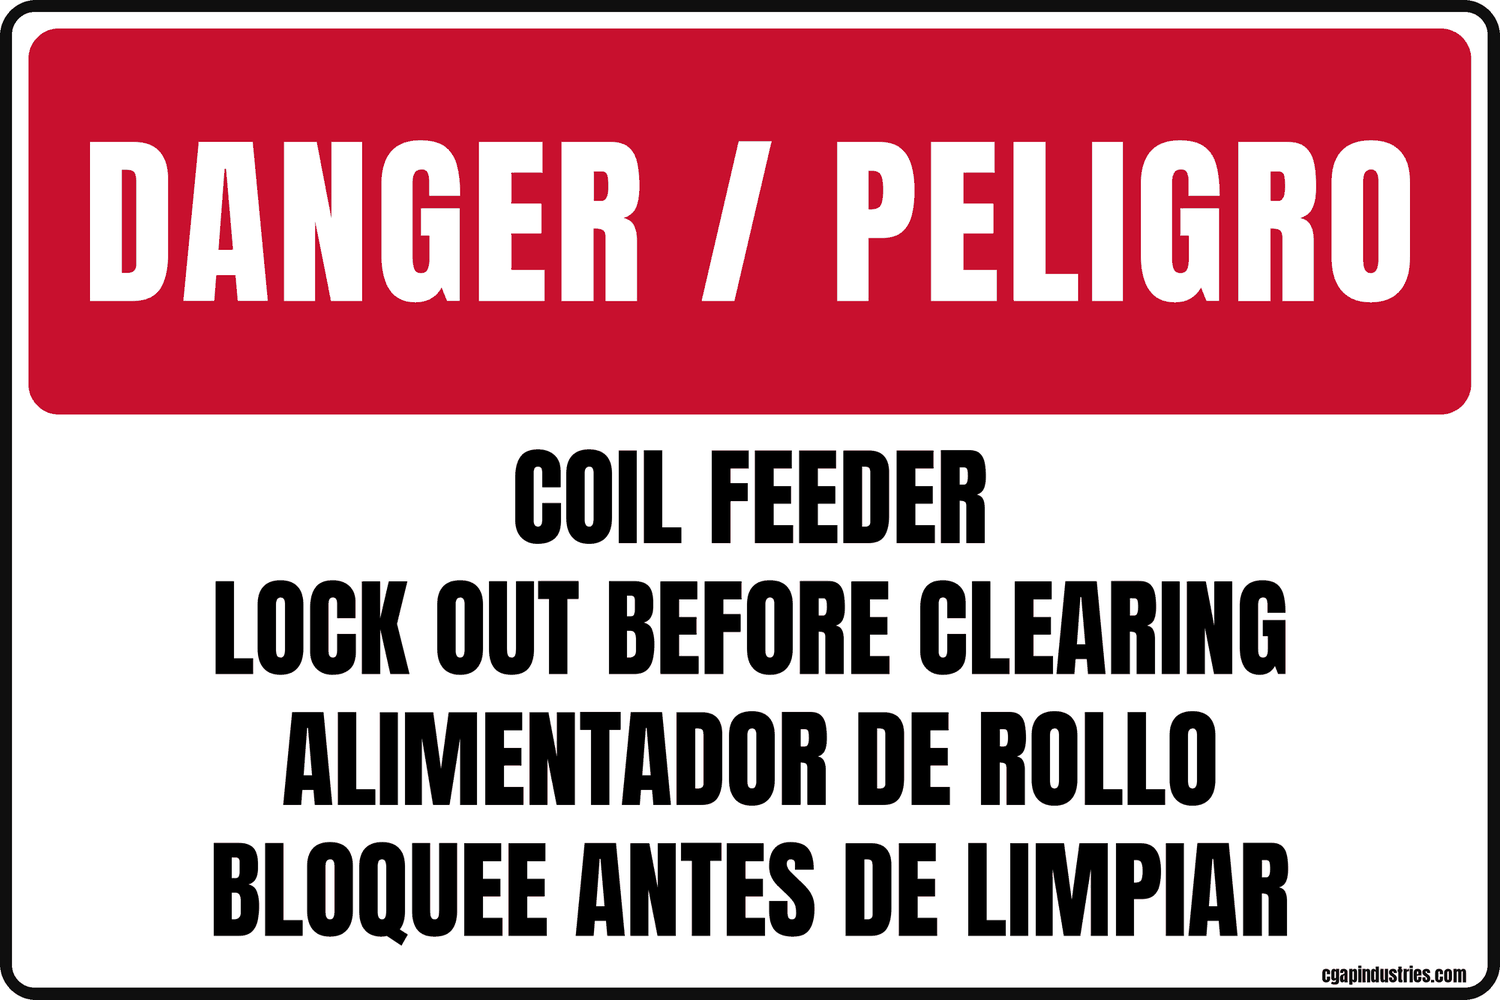 DANGER / PELIGRO
COIL FEEDER
LOCK OUT BEFORE CLEARING
ALIMENTADOR DE ROLLO
BLOQUEE ANTES DE LIMPIAR
cgapindustries.com